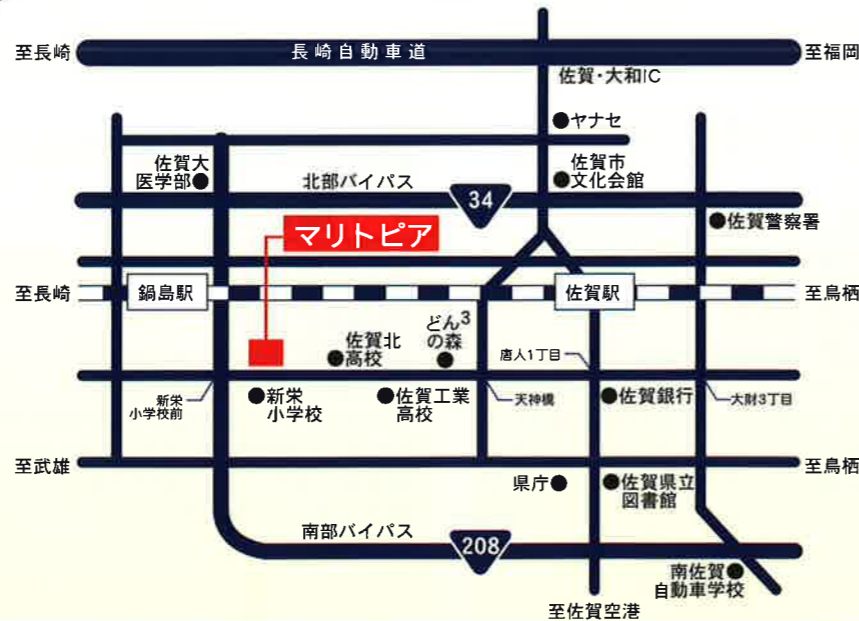 至長崎
長崎自動車道
至福岡
佐賀・大和IC
ヤナセ
佐賀大
医学部
北部バイパス
34
佐賀市
文化会館
マリトピア
佐賀警察署
至長崎
鍋島駅
佐賀駅
至鳥栖
佐賀北
高校
どん3
の森
唐人1丁目
新栄
小学校前
新栄
小学校
佐賀工業
高校
天神橋
佐賀銀行
大財3丁目
至武雄
至鳥栖
県庁
佐賀県立
図書館
南部バイパス
208
南佐賀
自動車学校
至佐賀空港